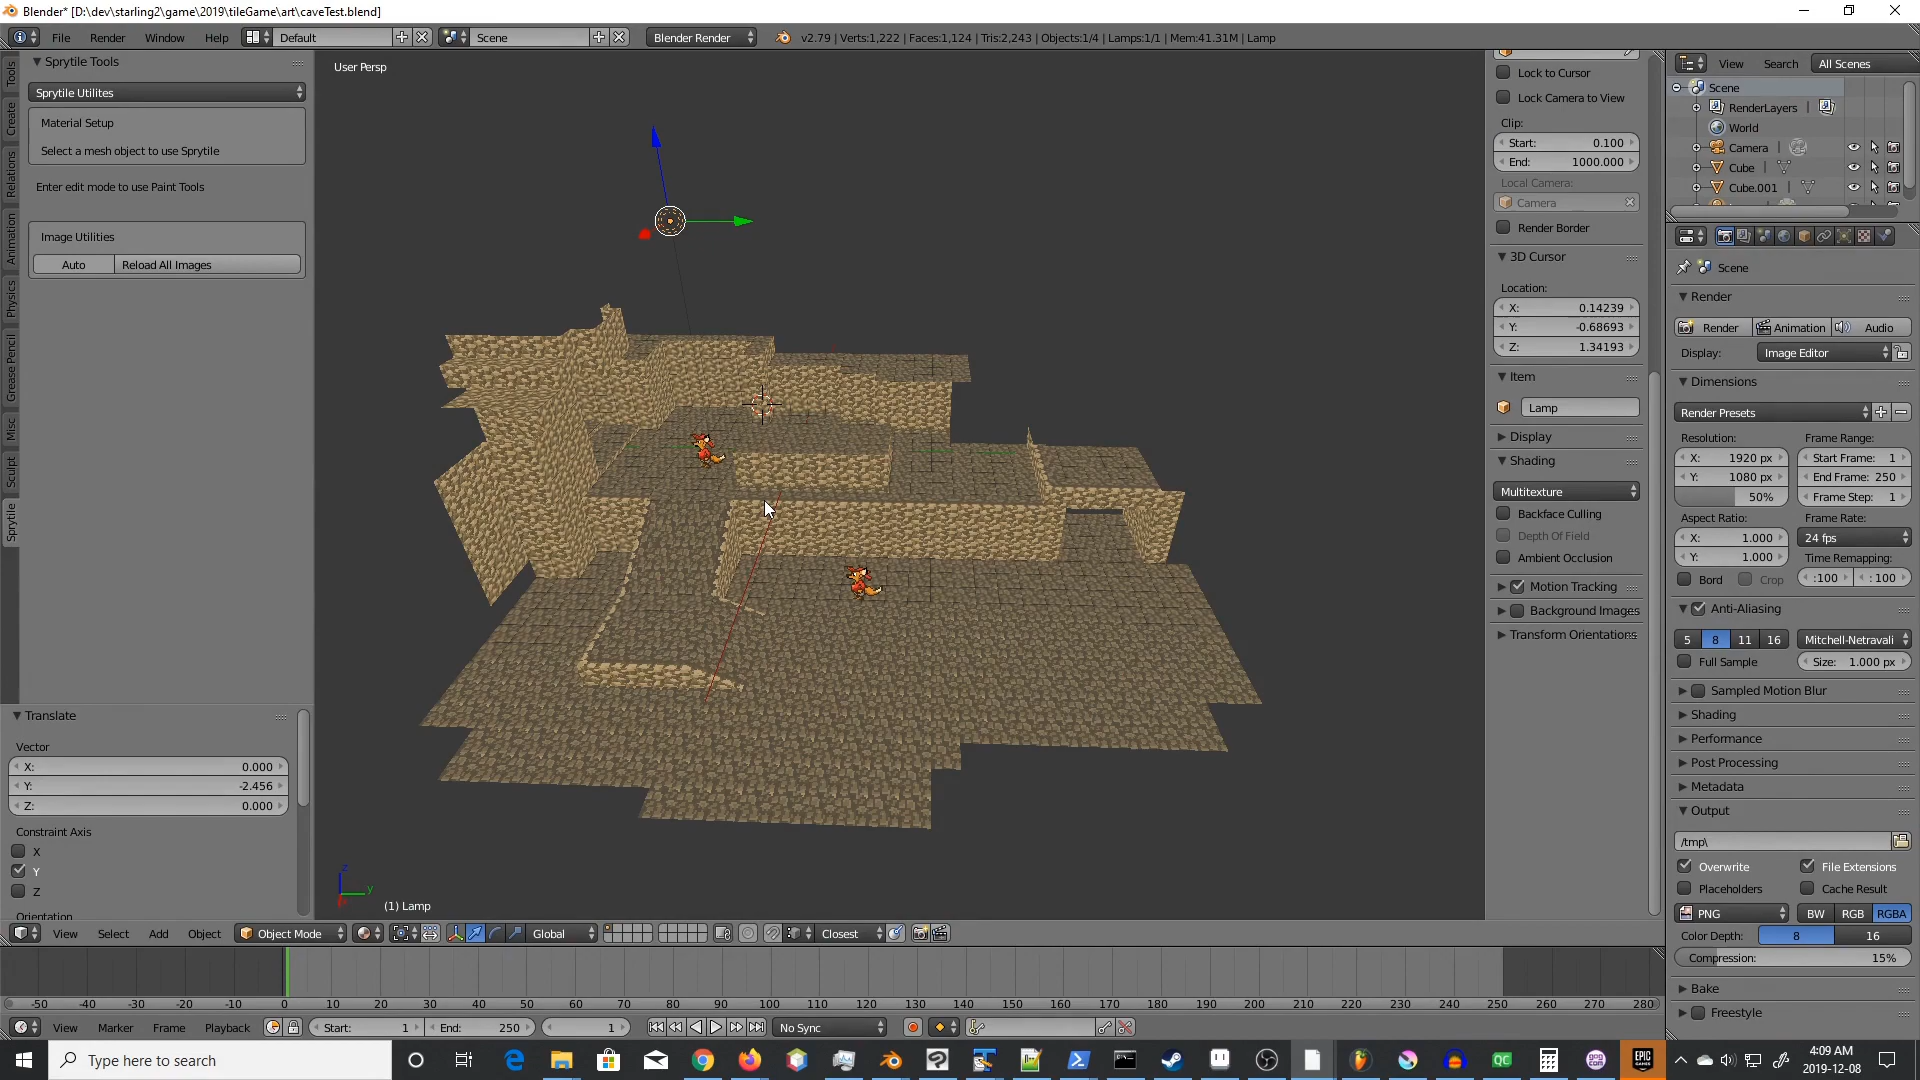 Blender* [D:\dev\starling2\game\2019\tileGame\art\caveTest.blend]
File Render Window Help Default Scene Blender Render v2.79 | Verts:1,222 | Faces:1,124 | Tris:2,243 | Objects:1/4 | Lamps:1/1 | Mem:41.31M | Lamp
Tools
Create
Relations
Animation
Physics
Grease Pencil
Misc
Sculpt
Sprytile
Sprytile Tools
Sprytile Utilites
Material Setup
Select a mesh object to use Sprytile
Enter edit mode to use Paint Tools
Image Utilities
Auto Reload All Images
Translate
Vector
X: 0.000
Y: -2.456
Z: 0.000
Constraint Axis
X
Y
Z
Orientation
User Persp
(1) Lamp
Lock to Cursor
Lock Camera to View
Clip:
Start: 0.100
End: 1000.000
Local Camera:
Camera
Render Border
3D Cursor
Location:
X: 0.14239
Y: -0.68693
Z: 1.34193
Item
Lamp
Display
Shading
Multitexture
Backface Culling
Depth Of Field
Ambient Occlusion
Motion Tracking
Background Images
Transform Orientations
View Search All Scenes
Scene
RenderLayers
World
Camera
Cube
Cube.001
Scene
Render
Render Animation Audio
Display: Image Editor
Dimensions
Render Presets
Resolution: Frame Range:
X: 1920 px Start Frame: 1
Y: 1080 px End Frame: 250
50% Frame Step: 1
Aspect Ratio: Frame Rate:
X: 1.000 24 fps
Y: 1.000 Time Remapping:
Bord Crop :100 : 100
Anti-Aliasing
5 8 11 16 Mitchell-Netravali
Full Sample Size: 1.000 px
Sampled Motion Blur
Shading
Performance
Post Processing
Metadata
Output
/tmp\
Overwrite File Extensions
Placeholders Cache Result
PNG BW RGB RGBA
Color Depth: 8 16
Compression: 15%
Bake
Freestyle
View Select Add Object Object Mode Global Closest
-50 -40 -30 -20 -10 0 10 20 30 40 50 60 70 80 90 100 110 120 130 140 150 160 170 180 190 200 210 220 230 240 250 260 270 280
View Marker Frame Playback Start: 1 End: 250 1 No Sync
Type here to search
QC
EPIC GAMES
4:09 AM
2019-12-08